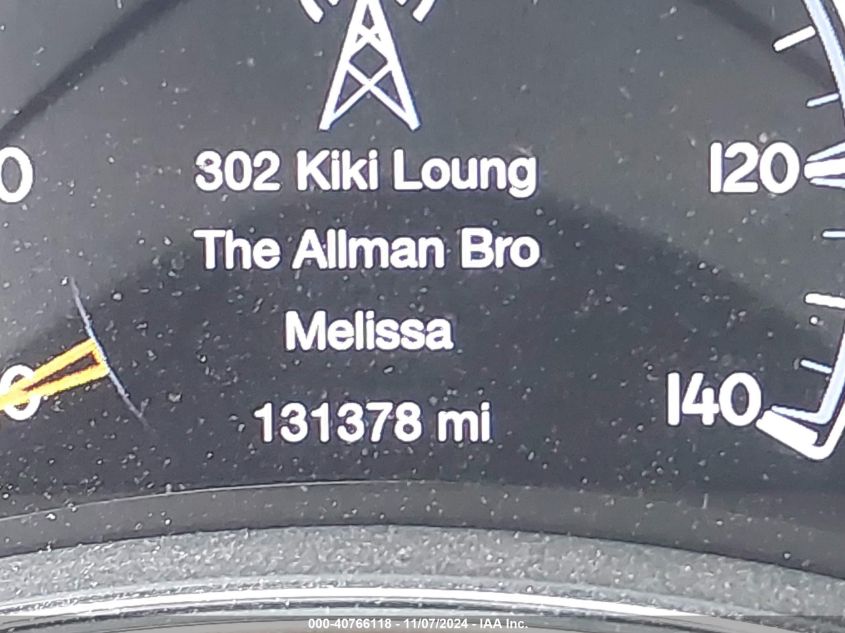 302 Kiki Loung
120
The Allman Bro
Melissa
140
131378 mi
000-40766118 - 11/07/2024 - IAA Inc.